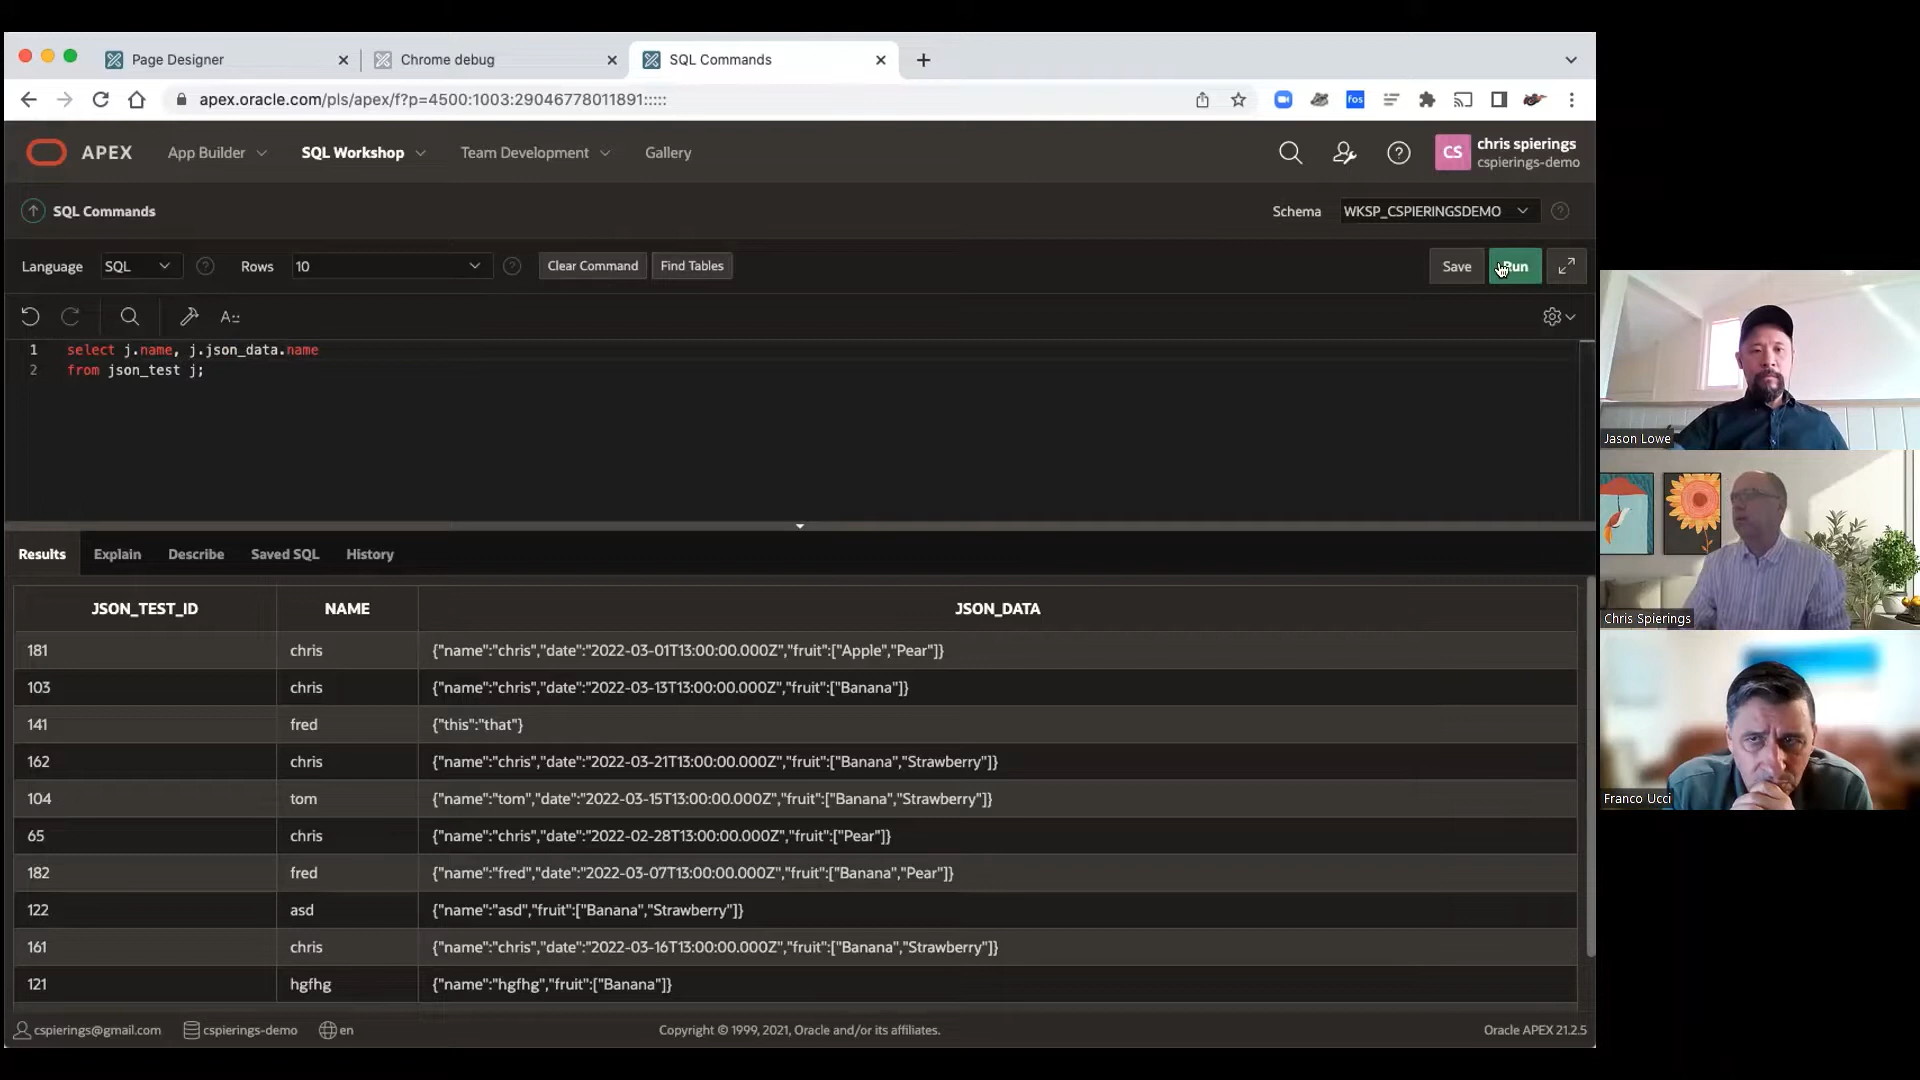 Page Designer
Chrome debug
SQL Commands
apex.oracle.com/pls/apex/f?p=4500:1003:29046778011891:::::
fos
APEX
App Builder
SQL Workshop
Team Development
Gallery
CS
chris spierings
cspierings-demo
SQL Commands
Schema
WKSP_CSPIERINGSDEMO
Language
SQL
Rows
10
Clear Command
Find Tables
Save
Run
A::
1 select j.name, j.json_data.name
2 from json_test j;
Results
Explain
Describe
Saved SQL
History
JSON_TEST_ID NAME JSON_DATA
181 chris {"name":"chris","date":"2022-03-01T13:00:00.000Z","fruit":["Apple","Pear"]}
103 chris {"name":"chris","date":"2022-03-13T13:00:00.000Z","fruit":["Banana"]}
141 fred {"this":"that"}
162 chris {"name":"chris","date":"2022-03-21T13:00:00.000Z","fruit":["Banana","Strawberry"]}
104 tom {"name":"tom","date":"2022-03-15T13:00:00.000Z","fruit":["Banana","Strawberry"]}
65 chris {"name":"chris","date":"2022-02-28T13:00:00.000Z","fruit":["Pear"]}
182 fred {"name":"fred","date":"2022-03-07T13:00:00.000Z","fruit":["Banana","Pear"]}
122 asd {"name":"asd","fruit":["Banana","Strawberry"]}
161 chris {"name":"chris","date":"2022-03-16T13:00:00.000Z","fruit":["Banana","Strawberry"]}
121 hgfhg {"name":"hgfhg","fruit":["Banana"]}
cspierings@gmail.com
cspierings-demo
en
Copyright © 1999, 2021, Oracle and/or its affiliates.
Oracle APEX 21.2.5
Jason Lowe
Chris Spierings
Franco Ucci